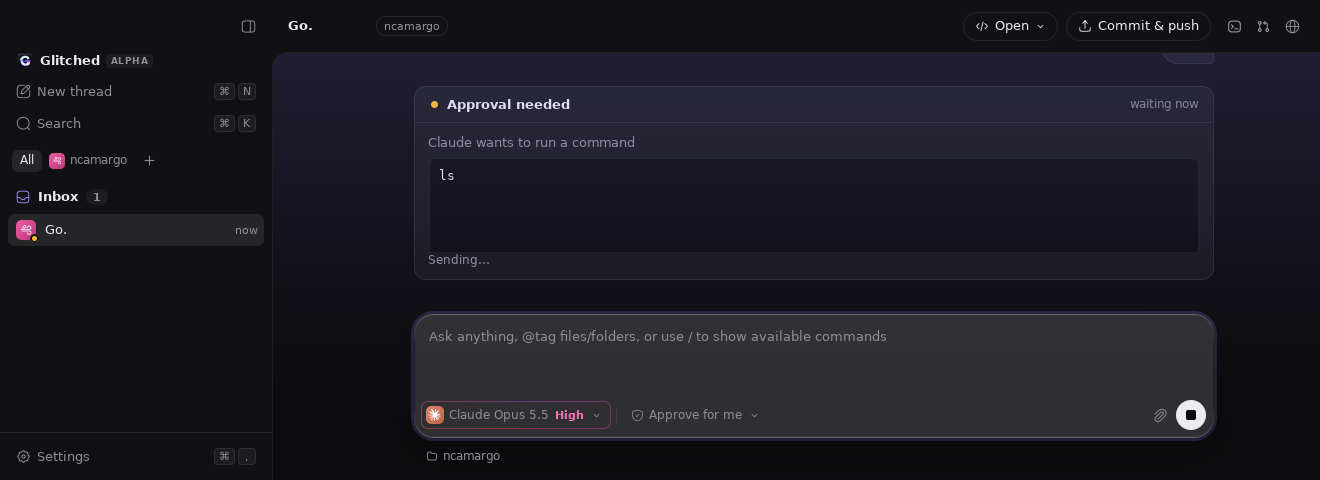 Go.
ncamargo
Open
Commit & push
Glitched ALPHA
New thread ⌘ N
Search ⌘ K
All ncamargo +
Inbox 1
Go. now
Settings ⌘ .
Approval needed
waiting now
Claude wants to run a command
ls
Sending...
Ask anything, @tag files/folders, or use / to show available commands
Claude Opus 5.5 High
Approve for me
ncamargo